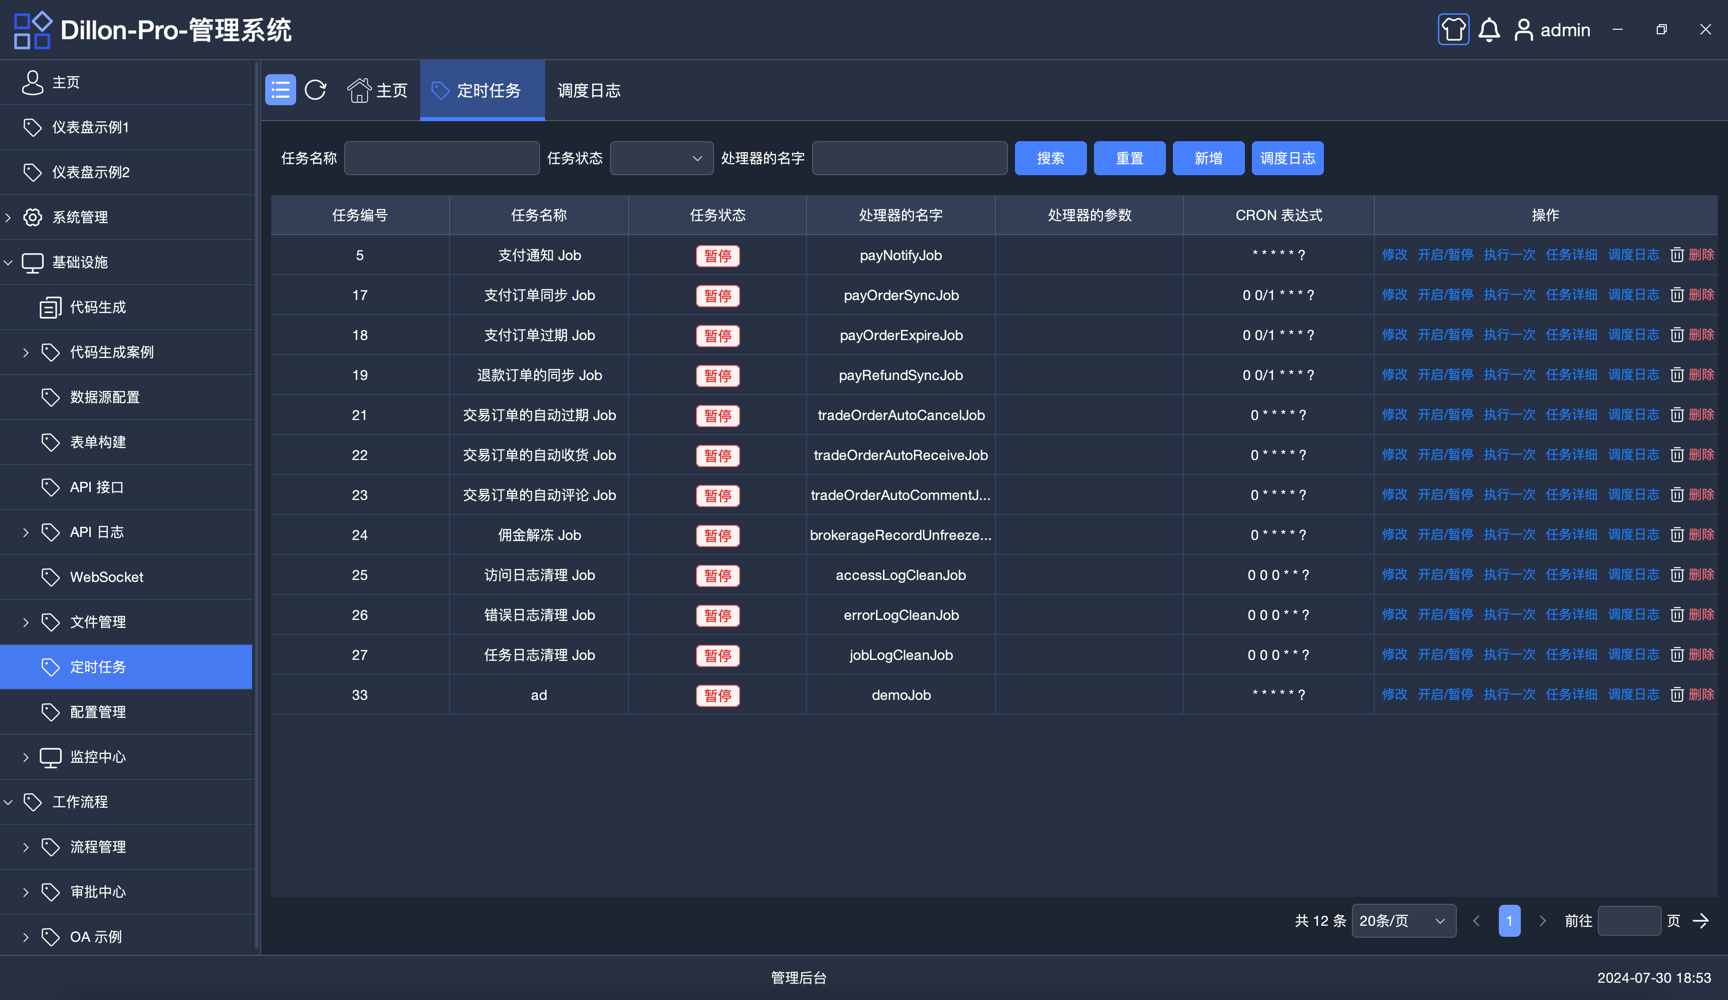 Dillon-Pro-管理系统
admin
主页
仪表盘示例1
仪表盘示例2
系统管理
基础设施
代码生成
代码生成案例
数据源配置
表单构建
API 接口
API 日志
WebSocket
文件管理
定时任务
配置管理
监控中心
工作流程
流程管理
审批中心
OA 示例
主页 定时任务 调度日志
任务名称 任务状态 处理器的名字 搜索 重置 新增 调度日志
任务编号 任务名称 任务状态 处理器的名字 处理器的参数 CRON 表达式 操作
5 支付通知 Job 暂停 payNotifyJob * * * * * ? 修改 开启/暂停 执行一次 任务详细 调度日志 删除
17 支付订单同步 Job 暂停 payOrderSyncJob 0 0/1 * * * ? 修改 开启/暂停 执行一次 任务详细 调度日志 删除
18 支付订单过期 Job 暂停 payOrderExpireJob 0 0/1 * * * ? 修改 开启/暂停 执行一次 任务详细 调度日志 删除
19 退款订单的同步 Job 暂停 payRefundSyncJob 0 0/1 * * * ? 修改 开启/暂停 执行一次 任务详细 调度日志 删除
21 交易订单的自动过期 Job 暂停 tradeOrderAutoCancelJob 0 * * * * ? 修改 开启/暂停 执行一次 任务详细 调度日志 删除
22 交易订单的自动收货 Job 暂停 tradeOrderAutoReceiveJob 0 * * * * ? 修改 开启/暂停 执行一次 任务详细 调度日志 删除
23 交易订单的自动评论 Job 暂停 tradeOrderAutoCommentJ... 0 * * * * ? 修改 开启/暂停 执行一次 任务详细 调度日志 删除
24 佣金解冻 Job 暂停 brokerageRecordUnfreeze... 0 * * * * ? 修改 开启/暂停 执行一次 任务详细 调度日志 删除
25 访问日志清理 Job 暂停 accessLogCleanJob 0 0 0 * * ? 修改 开启/暂停 执行一次 任务详细 调度日志 删除
26 错误日志清理 Job 暂停 errorLogCleanJob 0 0 0 * * ? 修改 开启/暂停 执行一次 任务详细 调度日志 删除
27 任务日志清理 Job 暂停 jobLogCleanJob 0 0 0 * * ? 修改 开启/暂停 执行一次 任务详细 调度日志 删除
33 ad 暂停 demoJob * * * * * ? 修改 开启/暂停 执行一次 任务详细 调度日志 删除
共 12 条 20条/页 1 前往 页
管理后台 2024-07-30 18:53